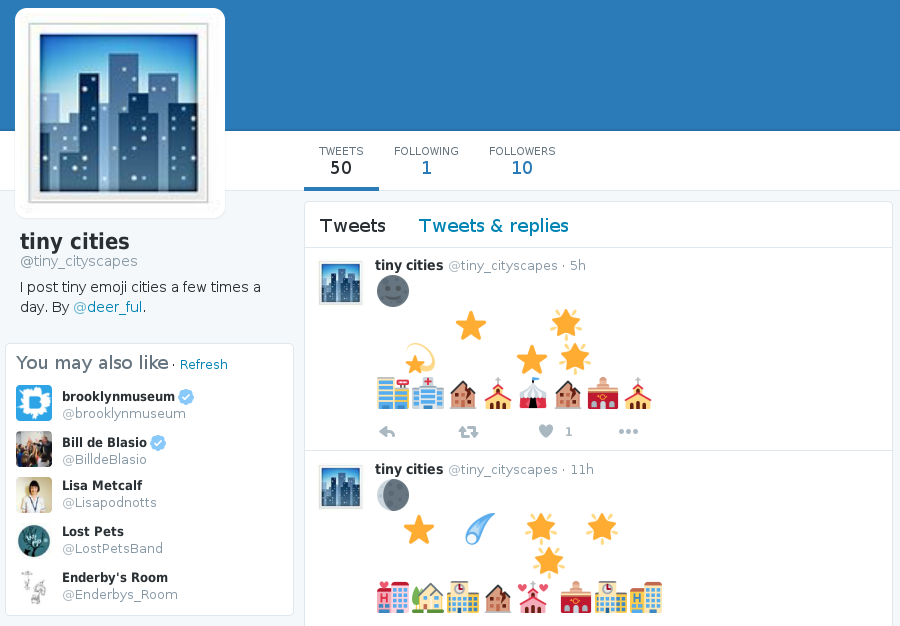 TWEETS
50
FOLLOWING
1
FOLLOWERS
10
tiny cities
@tiny_cityscapes
I post tiny emoji cities a few times a
day. By @deer_ful.
You may also like · Refresh
brooklynmuseum
@brooklynmuseum
Bill de Blasio
@BilldeBlasio
Lisa Metcalf
@Lisapodnotts
Lost Pets
@LostPetsBand
Enderby's Room
@Enderbys_Room
Tweets Tweets & replies
tiny cities @tiny_cityscapes · 5h
1
tiny cities @tiny_cityscapes · 11h